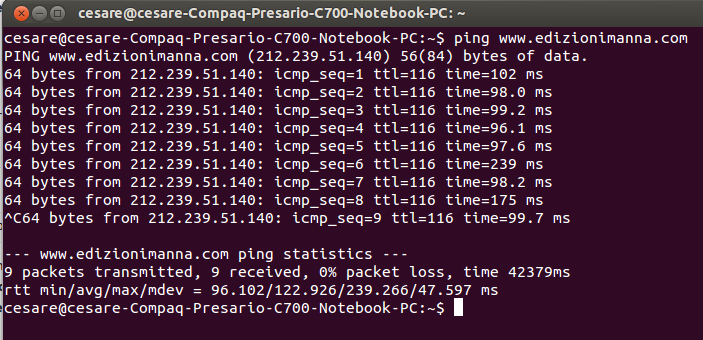 cesare@cesare-Compaq-Presario-C700-Notebook-PC: ~
cesare@cesare-Compaq-Presario-C700-Notebook-PC:~$ ping www.edizionimanna.com
PING www.edizionimanna.com (212.239.51.140) 56(84) bytes of data.
64 bytes from 212.239.51.140: icmp_seq=1 ttl=116 time=102 ms
64 bytes from 212.239.51.140: icmp_seq=2 ttl=116 time=98.0 ms
64 bytes from 212.239.51.140: icmp_seq=3 ttl=116 time=99.2 ms
64 bytes from 212.239.51.140: icmp_seq=4 ttl=116 time=96.1 ms
64 bytes from 212.239.51.140: icmp_seq=5 ttl=116 time=97.6 ms
64 bytes from 212.239.51.140: icmp_seq=6 ttl=116 time=239 ms
64 bytes from 212.239.51.140: icmp_seq=7 ttl=116 time=98.2 ms
64 bytes from 212.239.51.140: icmp_seq=8 ttl=116 time=175 ms
^C64 bytes from 212.239.51.140: icmp_seq=9 ttl=116 time=99.7 ms
--- www.edizionimanna.com ping statistics ---
9 packets transmitted, 9 received, 0% packet loss, time 42379ms
rtt min/avg/max/mdev = 96.102/122.926/239.266/47.597 ms
cesare@cesare-Compaq-Presario-C700-Notebook-PC:~$